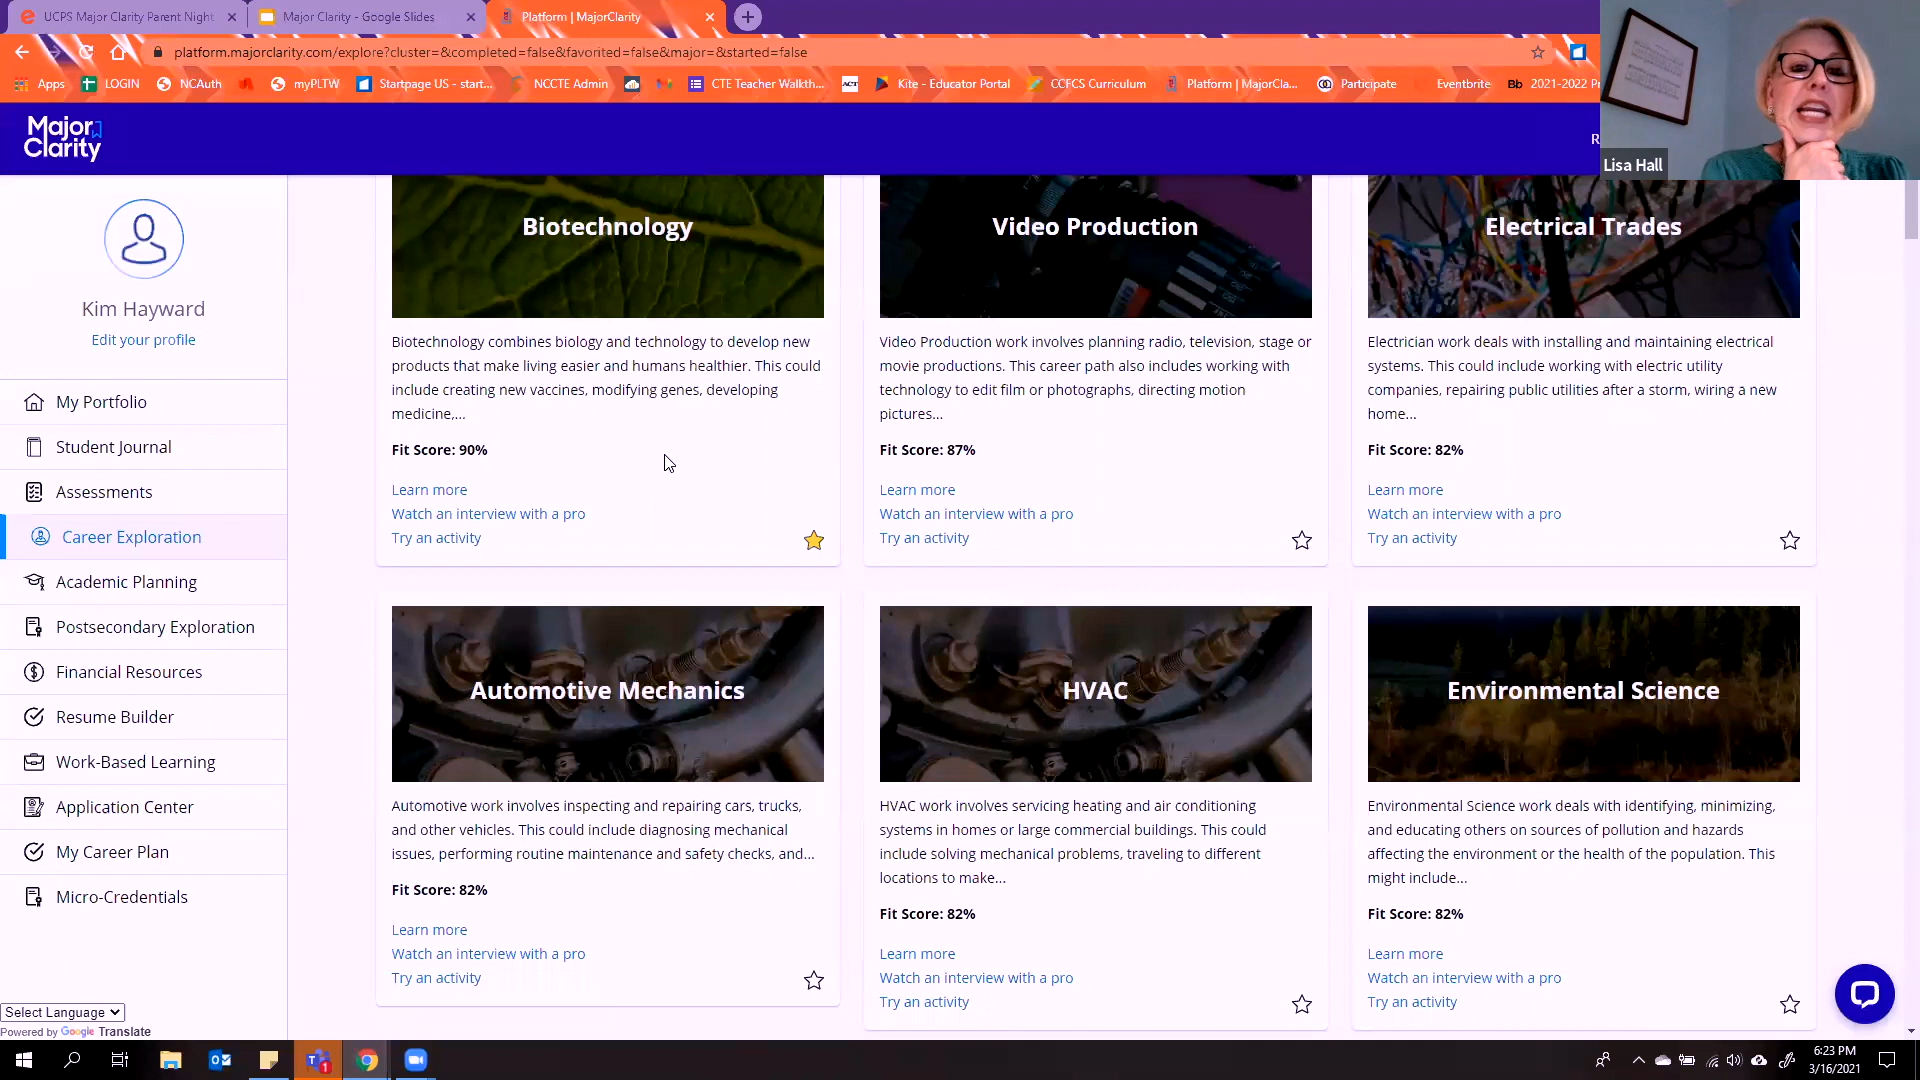 UCPS Major Clarity Parent Night
Major Clarity - Google Slides
Platform | MajorClarity
platform.majorclarity.com/explore?cluster=&completed=false&favorited=false&major=&started=false
Apps
LOGIN
NCAuth
myPLTW
Startpage US - start...
NCCTE Admin
CTE Teacher Walkth...
ACT
Kite - Educator Portal
CCFCS Curriculum
Platform | MajorCla...
Participate
Eventbrite
Bb 2021-2022 P
Lisa Hall
Major
Clarity
R
Kim Hayward
Edit your profile
My Portfolio
Student Journal
Assessments
Career Exploration
Academic Planning
Postsecondary Exploration
Financial Resources
Resume Builder
Work-Based Learning
Application Center
My Career Plan
Micro-Credentials
Select Language
Powered by Google Translate
Biotechnology
Biotechnology combines biology and technology to develop new
products that make living easier and humans healthier. This could
include creating new vaccines, modifying genes, developing
medicine,...
Fit Score: 90%
Learn more
Watch an interview with a pro
Try an activity
Video Production
Video Production work involves planning radio, television, stage or
movie productions. This career path also includes working with
technology to edit film or photographs, directing motion
pictures...
Fit Score: 87%
Learn more
Watch an interview with a pro
Try an activity
Electrical Trades
Electrician work deals with installing and maintaining electrical
systems. This could include working with electric utility
companies, repairing public utilities after a storm, wiring a new
home...
Fit Score: 82%
Learn more
Watch an interview with a pro
Try an activity
Automotive Mechanics
Automotive work involves inspecting and repairing cars, trucks,
and other vehicles. This could include diagnosing mechanical
issues, performing routine maintenance and safety checks, and...
Fit Score: 82%
Learn more
Watch an interview with a pro
Try an activity
HVAC
HVAC work involves servicing heating and air conditioning
systems in homes or large commercial buildings. This could
include solving mechanical problems, traveling to different
locations to make...
Fit Score: 82%
Learn more
Watch an interview with a pro
Try an activity
Environmental Science
Environmental Science work deals with identifying, minimizing,
and educating others on sources of pollution and hazards
affecting the environment or the health of the population. This
might include...
Fit Score: 82%
Learn more
Watch an interview with a pro
Try an activity
6:23 PM
3/16/2021